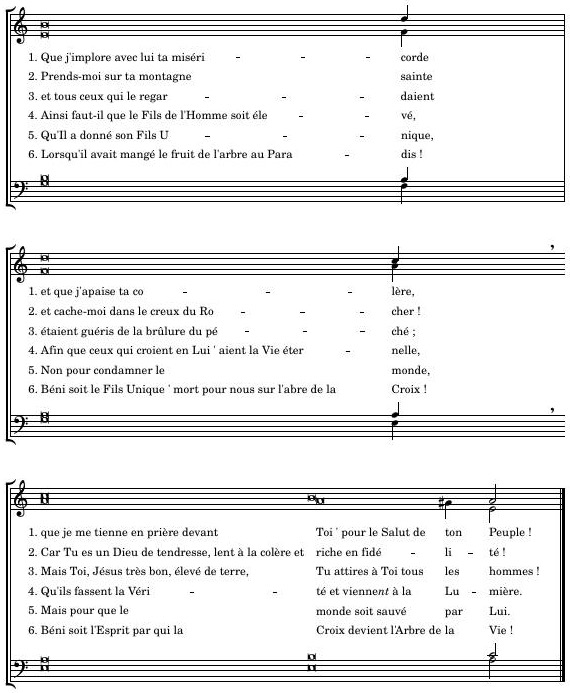 1. Que j'implore avec lui ta miséri - - - corde
2. Prends-moi sur ta montagne sainte
3. et tous ceux qui le regar - - - daient
4. Ainsi faut-il que le Fils de l'Homme soit éle - - vé,
5. Qu'Il a donné son Fils U - - - nique,
6. Lorsqu'il avait mangé le fruit de l'arbre au Para - dis !
1. et que j'apaise ta co - - - lère,
2. et cache-moi dans le creux du Ro - - - cher !
3. étaient guéris de la brûlure du pé - - - ché ;
4. Afin que ceux qui croient en Lui ' aient la Vie éter - nelle,
5. Non pour condamner le monde,
6. Béni soit le Fils Unique ' mort pour nous sur l'abre de la Croix !
1. que je me tienne en prière devant Toi ' pour le Salut de ton Peuple !
2. Car Tu es un Dieu de tendresse, lent à la colère et riche en fidé - li - té !
3. Mais Toi, Jésus très bon, élevé de terre, Tu attires à Toi tous les hommes !
4. Qu'ils fassent la Véri - - té et viennent à la Lu - mière.
5. Mais pour que le monde soit sauvé par Lui.
6. Béni soit l'Esprit par qui la Croix devient l'Arbre de la Vie !